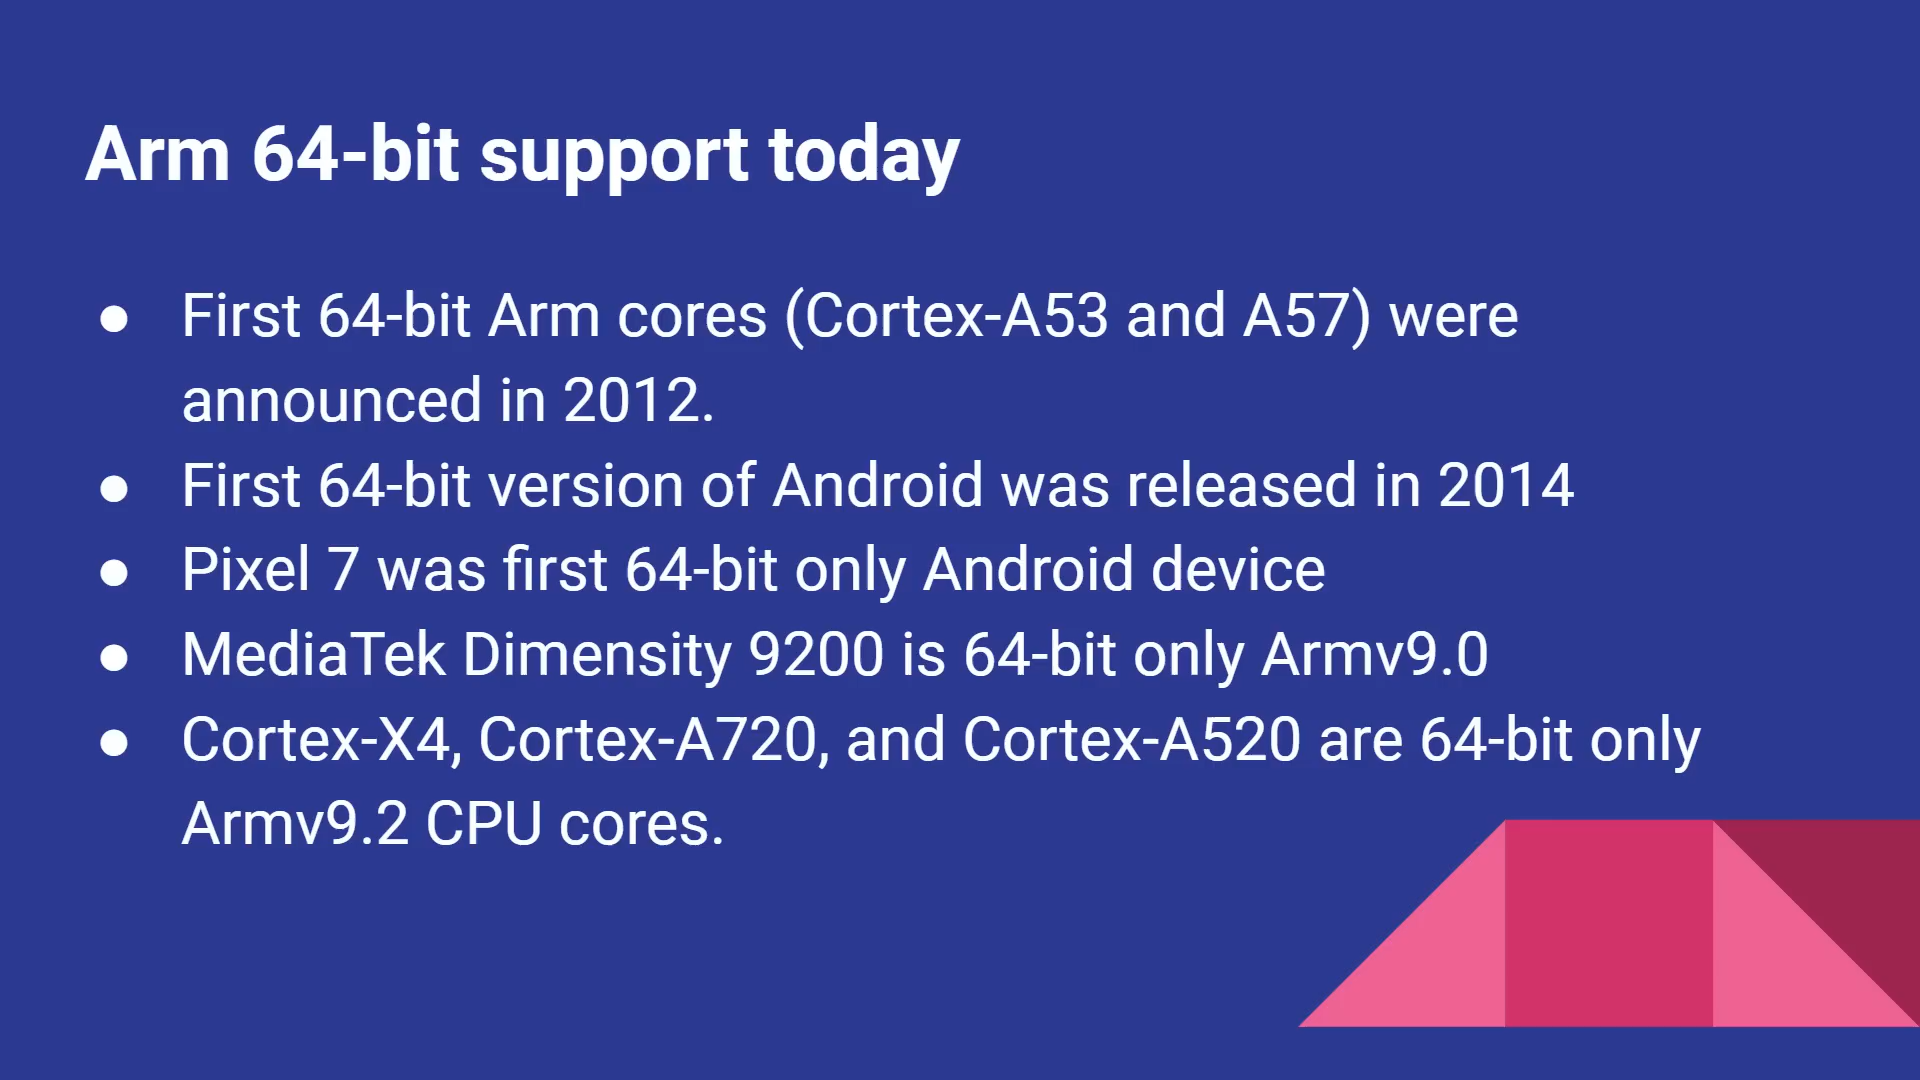 Arm 64-bit support today
● First 64-bit Arm cores (Cortex-A53 and A57) were
announced in 2012.
● First 64-bit version of Android was released in 2014
● Pixel 7 was first 64-bit only Android device
● MediaTek Dimensity 9200 is 64-bit only Armv9.0
● Cortex-X4, Cortex-A720, and Cortex-A520 are 64-bit only
Armv9.2 CPU cores.